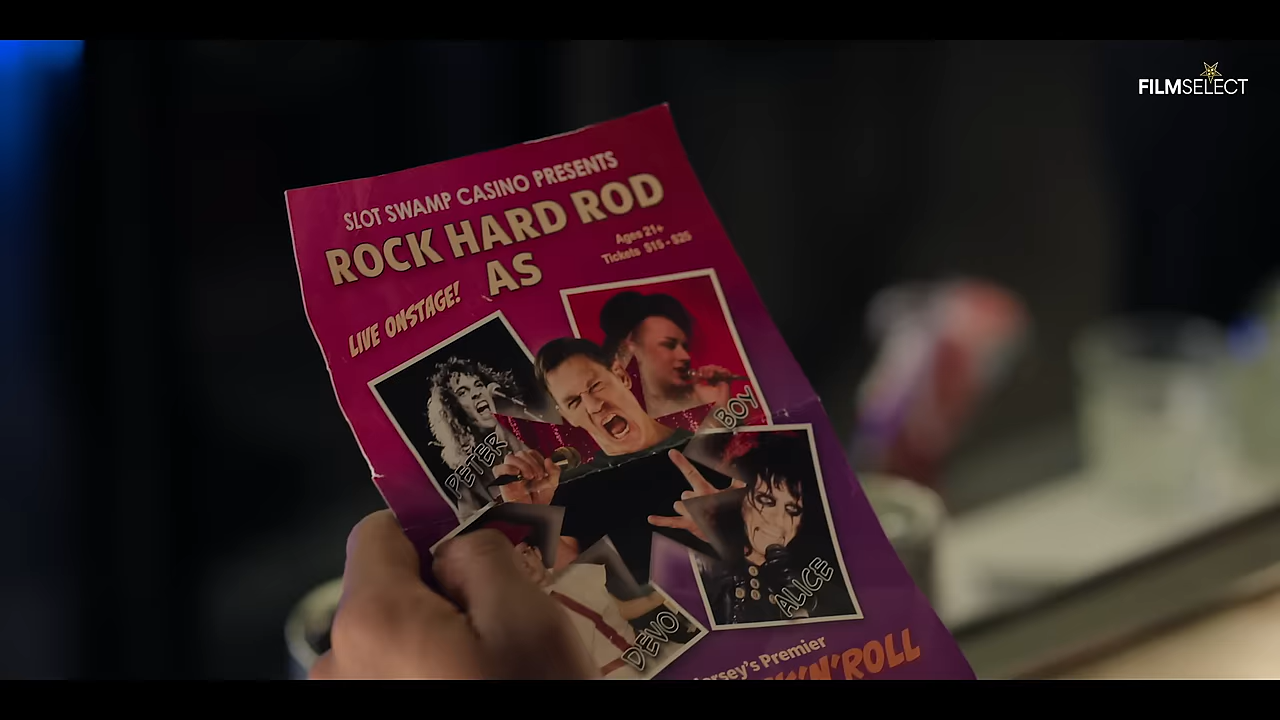 FILMSELECT
SLOT SWAMP CASINO PRESENTS
ROCK HARD ROD
AS
Ages 21+
Tickets $15 - $25
LIVE ONSTAGE!
PETER
BOY
ALICE
DEVO
Jersey's Premier
K'N'ROLL